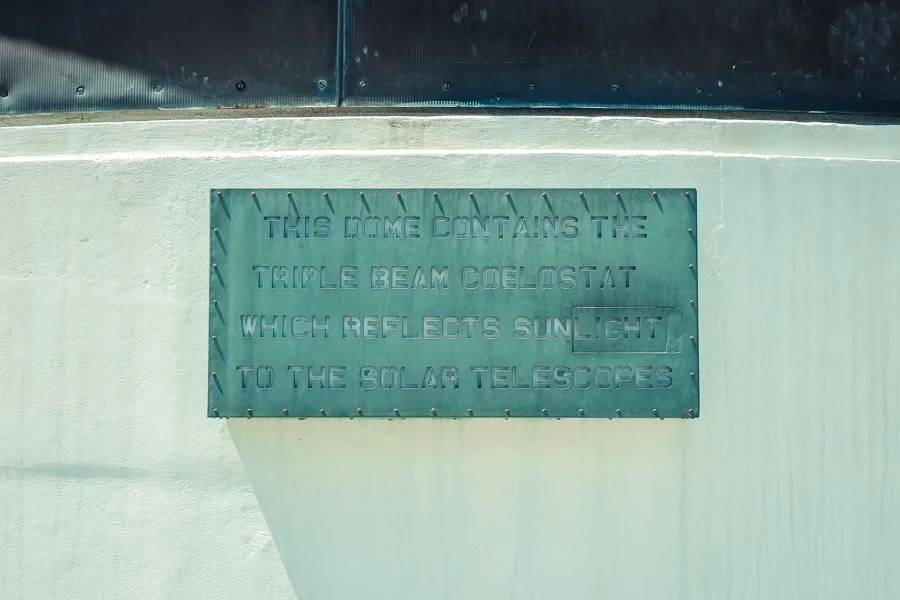 THIS DOME CONTAINS THE
TRIPLE BEAM COELOSTAT
WHICH REFLECTS SUNLIGHT
TO THE SOLAR TELESCOPES